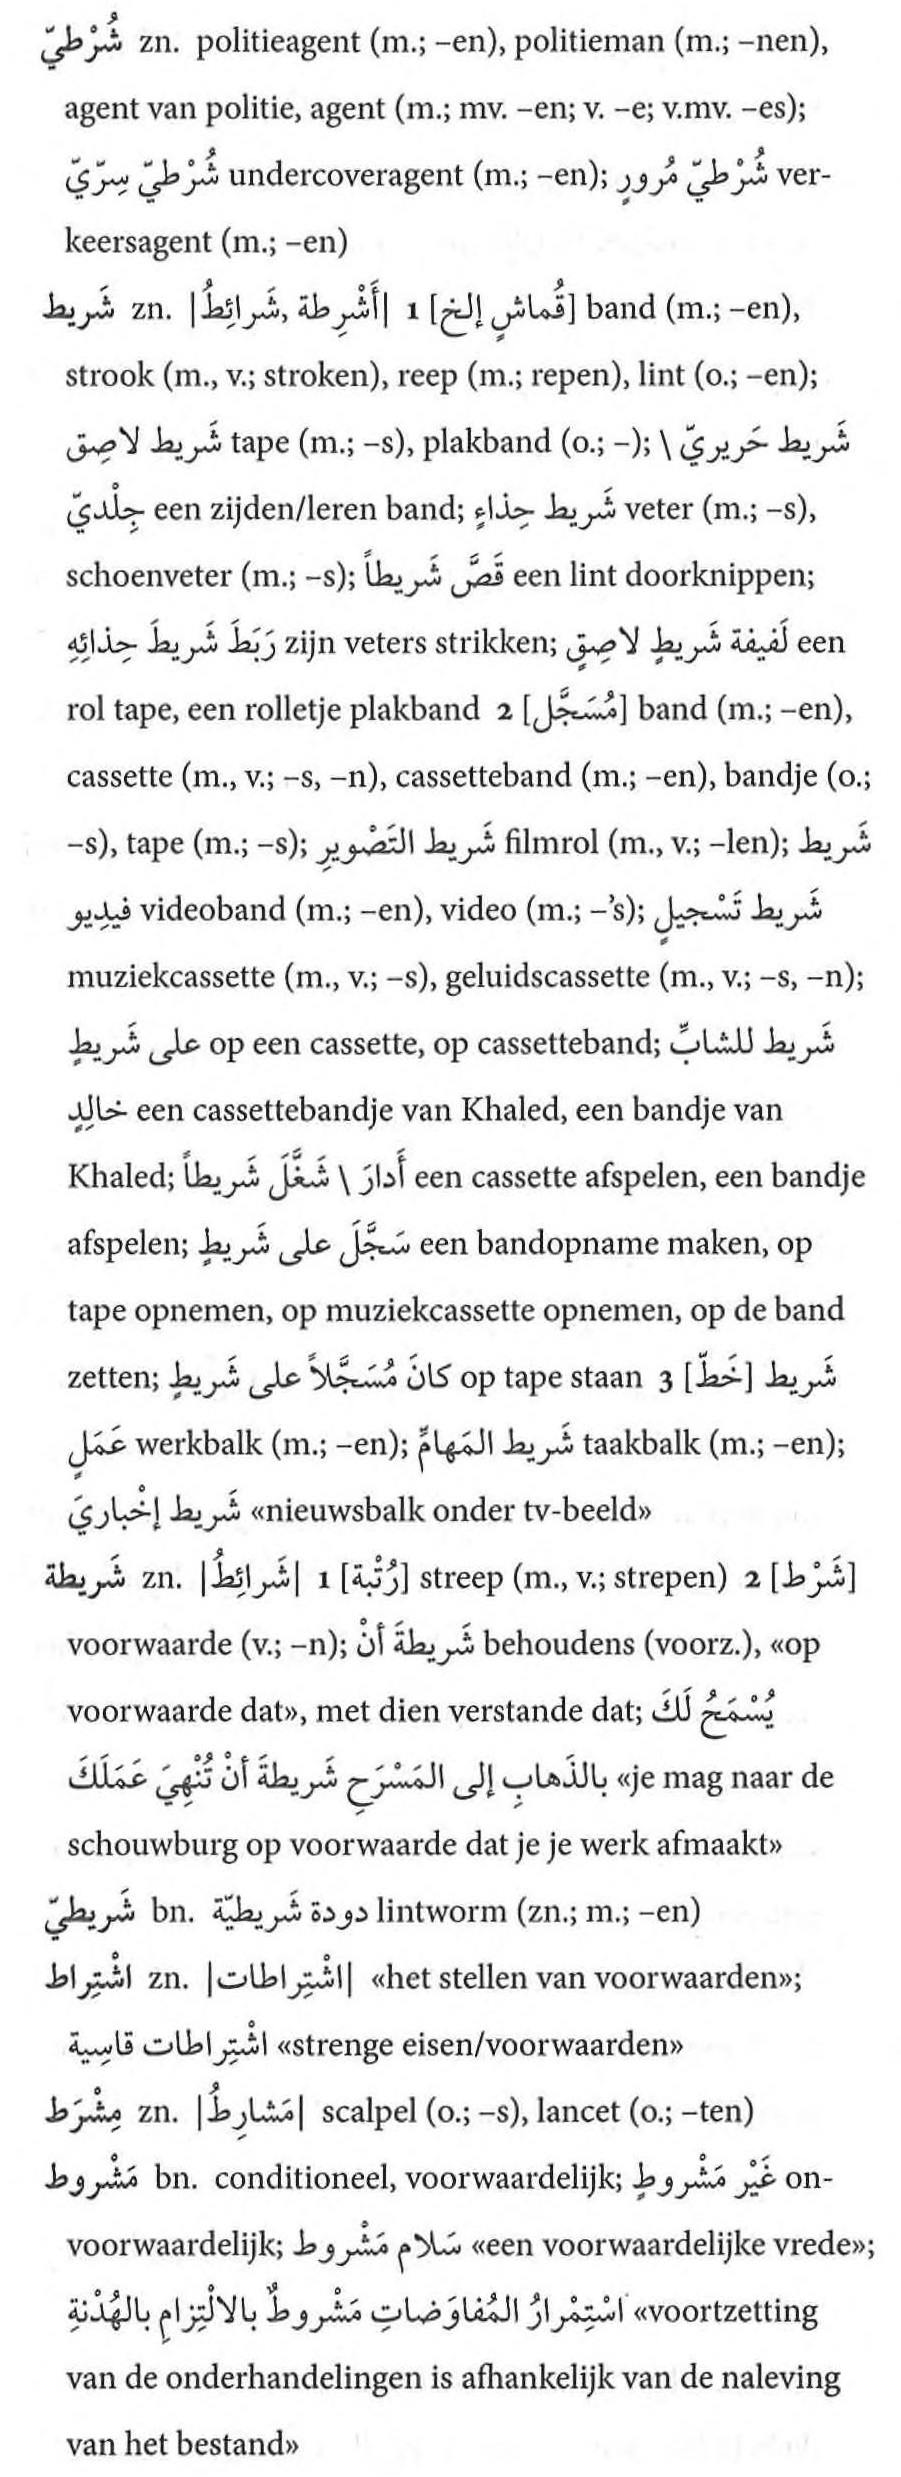 شُرْطيّ zn. politieagent (m.; –en), politieman (m.; –nen),
agent van politie, agent (m.; mv. –en; v. –e; v.mv. –es);
شُرْطيّ سِرّيّ undercoveragent (m.; –en); شُرْطيّ مُرورٍ ver-
keersagent (m.; –en)
شَريط zn. |أَشْرِطة, شَرائِطُ| 1 [قُماشٍ إلخ] band (m.; –en),
strook (m., v.; stroken), reep (m.; repen), lint (o.; –en);
شَريط لاصِق tape (m.; –s), plakband (o.; –); شَريط حَريريّ \
جِلْديّ een zijden/leren band; شَريط حِذاءٍ veter (m.; –s),
schoenveter (m.; –s); قَصَّ شَريطاً een lint doorknippen;
رَبَطَ شَريطَ حِذائِهِ zijn veters strikken; لَفيفة شَريطٍ لاصِقٍ een
rol tape, een rolletje plakband 2 [مُسَجَّل] band (m.; –en),
cassette (m., v.; –s, –n), cassetteband (m.; –en), bandje (o.;
–s), tape (m.; –s); شَريط التَصْويرِ filmrol (m., v.; –len); شَريط
فيدِيو videoband (m.; –en), video (m.; –’s); شَريط تَسْجيلٍ
muziekcassette (m., v.; –s), geluidscassette (m., v.; –s, –n);
على شَريطٍ op een cassette, op cassetteband; شَريط للشابِّ
خالِدٍ een cassettebandje van Khaled, een bandje van
Khaled; أَدارَ \ شَغَّلَ شَريطاً een cassette afspelen, een bandje
afspelen; سَجَّلَ على شَريطٍ een bandopname maken, op
tape opnemen, op muziekcassette opnemen, op de band
zetten; كانَ مُسَجَّلاً على شَريطٍ op tape staan 3 [خَطّ] شَريط
عَمَلٍ werkbalk (m.; –en); شَريط المَهامِّ taakbalk (m.; –en);
شَريط إخْباريّ «nieuwsbalk onder tv-beeld»
شَريطة zn. |شَرائِطُ| 1 [رُتْبة] streep (m., v.; strepen) 2 [شَرْط]
voorwaarde (v.; –n); شَريطةَ أنْ behoudens (voorz.), «op
voorwaarde dat», met dien verstande dat; يُسْمَحُ لَكَ
بالذَهابِ إلى المَسْرَحِ شَريطةَ أنْ تُنْهِيَ عَمَلَكَ «je mag naar de
schouwburg op voorwaarde dat je je werk afmaakt»
شَريطيّ bn. دودة شَريطيّة lintworm (zn.; m.; –en)
اشْتِراط zn. |اشْتِراطات| «het stellen van voorwaarden»;
اشْتِراطات قاسِية «strenge eisen/voorwaarden»
مِشْرَط zn. |مَشارِطُ| scalpel (o.; –s), lancet (o.; –ten)
مَشْروط bn. conditioneel, voorwaardelijk; غَيْر مَشْروطٍ on-
voorwaardelijk; سَلام مَشْروط «een voorwaardelijke vrede»;
اسْتِمْرارُ المُفاوَضاتِ مَشْروطٌ بالالْتِزامِ بالهُدْنةِ «voortzetting
van de onderhandelingen is afhankelijk van de naleving
van het bestand»